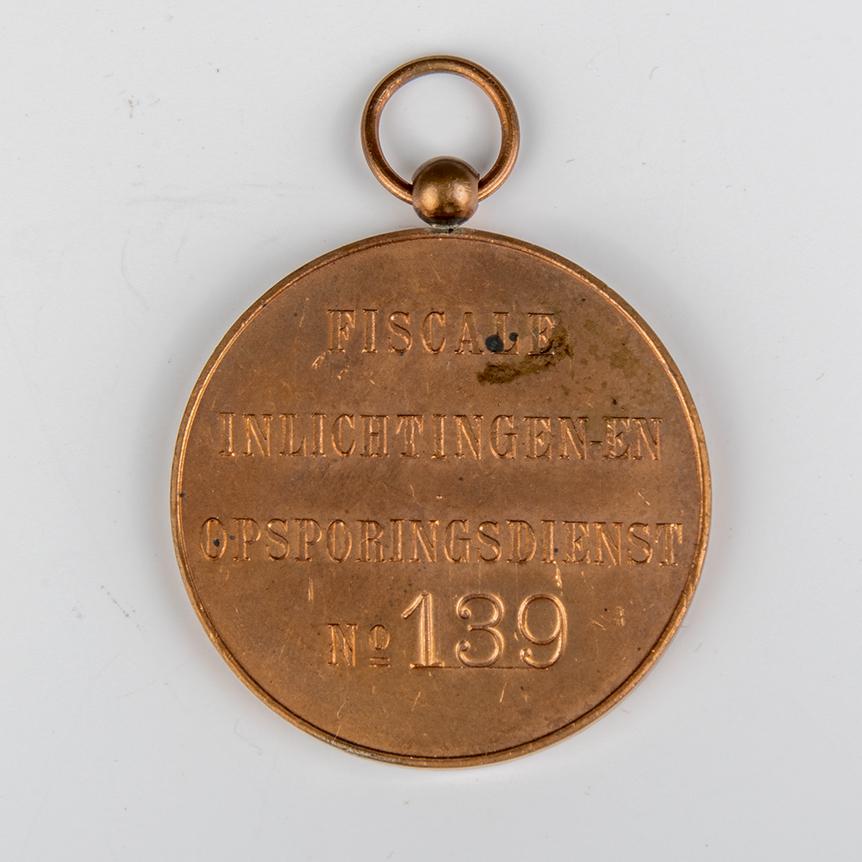 FISCALE
INLICHTINGEN-EN
OPSPORINGSDIENST
Nº 139